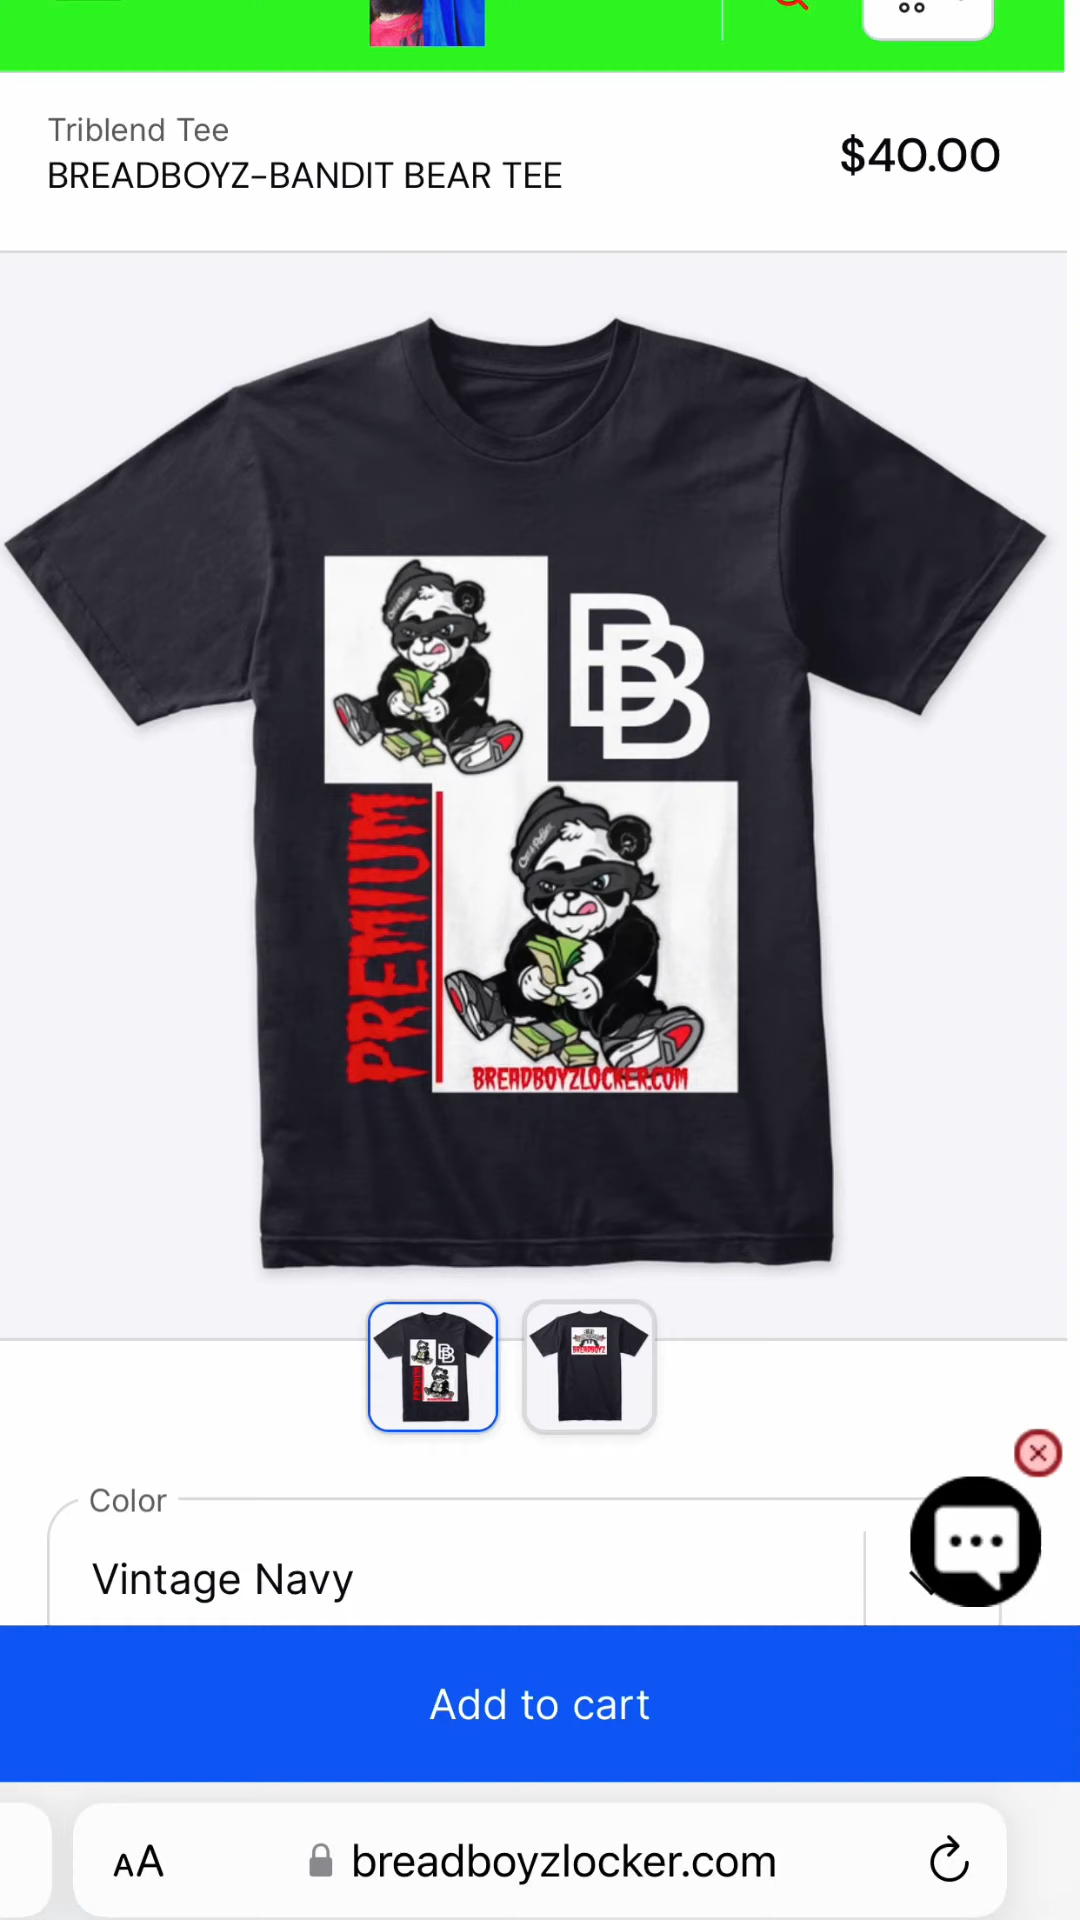 Triblend Tee
BREADBOYZ-BANDIT BEAR TEE
$40.00
BB
PREMIUM
BREADBOYZLOCKER.COM
BREADBOYZ
Color
Vintage Navy
Add to cart
AA
breadboyzlocker.com